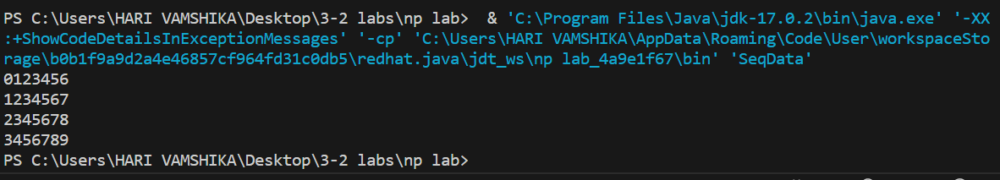 PS C:\Users\HARI VAMSHIKA\Desktop\3-2 labs\np lab>  & 'C:\Program Files\Java\jdk-17.0.2\bin\java.exe' '-XX
:+ShowCodeDetailsInExceptionMessages' '-cp' 'C:\Users\HARI VAMSHIKA\AppData\Roaming\Code\User\workspaceSto
rage\b0b1f9a9d2a4e46857cf964fd31c0db5\redhat.java\jdt_ws\np lab_4a9e1f67\bin' 'SeqData'
0123456
1234567
2345678
3456789
PS C:\Users\HARI VAMSHIKA\Desktop\3-2 labs\np lab>